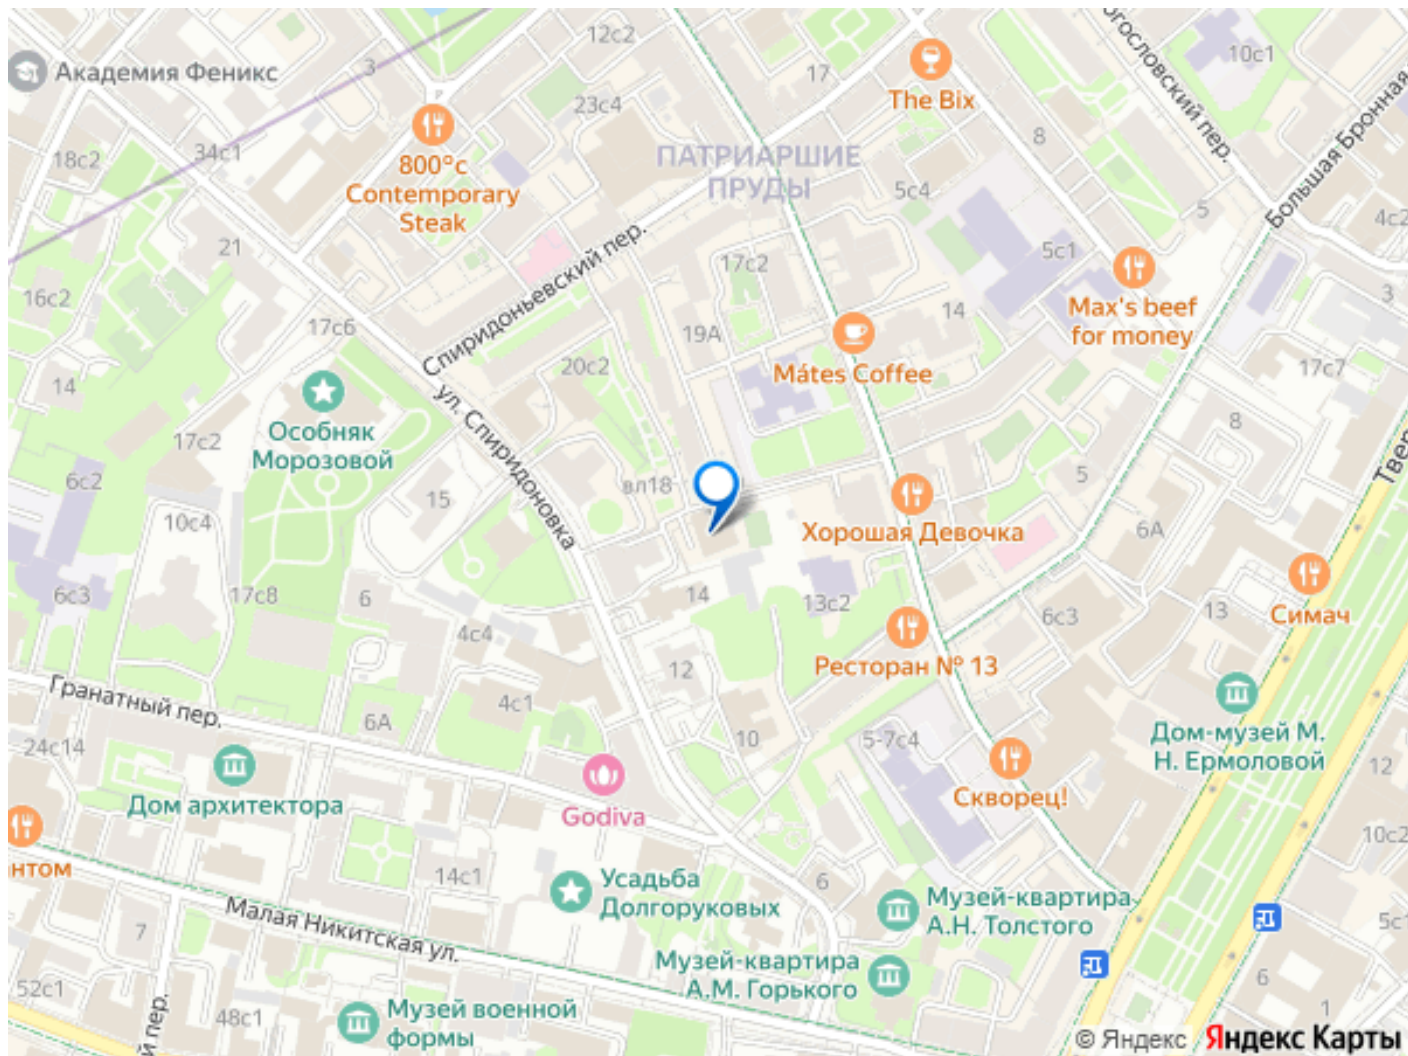 12с2
3
17
10с1
Академия Феникс
The Bix
23с4
8
Богословский пер.
Большая Бронная
34с1
18с2
800°с
Contemporary
Steak
ПАТРИАРШИЕ
ПРУДЫ
5с4
5
4с2
21
Спиридоньевский пер.
17с2
5с1
16с2
17с6
19А
14
Max's beef
for money
3
20с2
Mátes Coffee
17с7
14
ул. Спиридоновка
Особняк
Морозовой
17с2
8
Твер
6с2
15
вл18
5
10с4
Хорошая Девочка
6А
6с3
17с8
6
14
13с2
6с3
13
Симач
4с4
12
Ресторан № 13
Гранатный пер.
4с1
6А
24с14
10
5-7с4
Дом-музей М.
Н. Ермоловой
12
Дом архитектора
Godiva
Скворец!
10с2
нтом
14с1
Усадьба
Долгоруковых
6
Музей-квартира
А.Н. Толстого
5с1
Малая Никитская ул.
7
Музей-квартира
А.М. Горького
6
52с1
48с1
Музей военной
формы
1
й пер.
© Яндекс Яндекс Карты